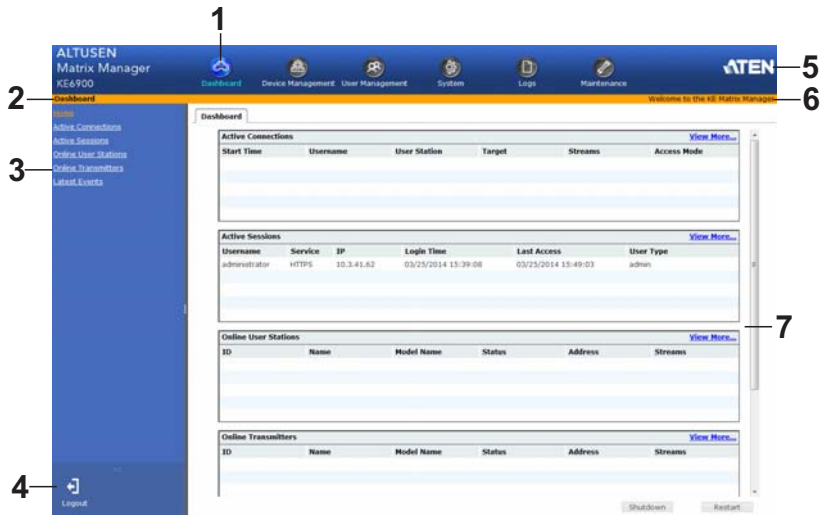 1
ALTUSEN
Matrix Manager
KE6900
Dashboard
Device Management
User Management
System
Logs
Maintenance
ATEN
5
2
Dashboard
Welcome to the KE Matrix Manager
6
Home
Active Connections
Active Sessions
Online User Stations
Online Transmitters
Latest Events
3
Dashboard
Active Connections View More...
Start Time Username User Station Target Streams Access Mode
Active Sessions View More...
Username Service IP Login Time Last Access User Type
administrator HTTPS 10.3.41.62 03/25/2014 15:39:08 03/25/2014 15:49:03 admin
7
Online User Stations View More...
ID Name Model Name Status Address Streams
Online Transmitters View More...
ID Name Model Name Status Address Streams
4
Logout
Shutdown Restart